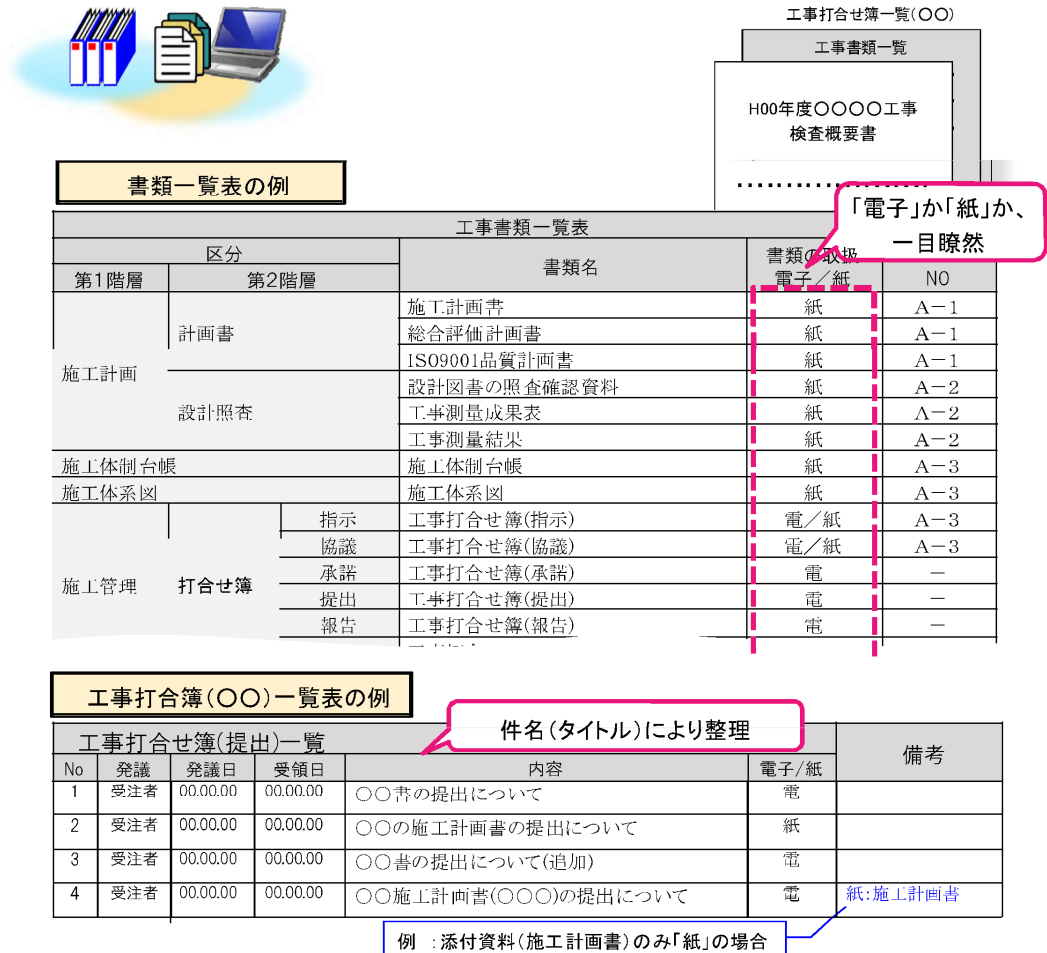 工事打合せ簿一覧(〇〇)
工事書類一覧
H00年度〇〇〇〇工事
検査概要書
書類一覧表の例
「電子」か「紙」か、
一目瞭然
工事書類一覧表
区分 書類名 書類の取扱
第1階層 第2階層 電子／紙 NO
施工計画 計画書 施工計画書 紙 A－1
総合評価計画書 紙 A－1
ISO9001品質計画書 紙 A－1
設計照査 設計図書の照査確認資料 紙 A－2
工事測量成果表 紙 A－2
工事測量結果 紙 A－2
施工体制台帳 施工体制台帳 紙 A－3
施工体系図 施工体系図 紙 A－3
施工管理 打合せ簿 指示 工事打合せ簿(指示) 電／紙 A－3
協議 工事打合せ簿(協議) 電／紙 A－3
承諾 工事打合せ簿(承諾) 電 －
提出 工事打合せ簿(提出) 電 －
報告 工事打合せ簿(報告) 電 －
工事打合簿(〇〇)一覧表の例
件名(タイトル)により整理
工事打合せ簿(提出)一覧 備考
No 発議 発議日 受領日 内容 電子/紙
1 受注者 00.00.00 00.00.00 〇〇書の提出について 電
2 受注者 00.00.00 00.00.00 〇〇の施工計画書の提出について 紙
3 受注者 00.00.00 00.00.00 〇〇書の提出について(追加) 電
4 受注者 00.00.00 00.00.00 〇〇施工計画書(〇〇〇)の提出について 電 紙:施工計画書
例 :添付資料(施工計画書)のみ「紙」の場合